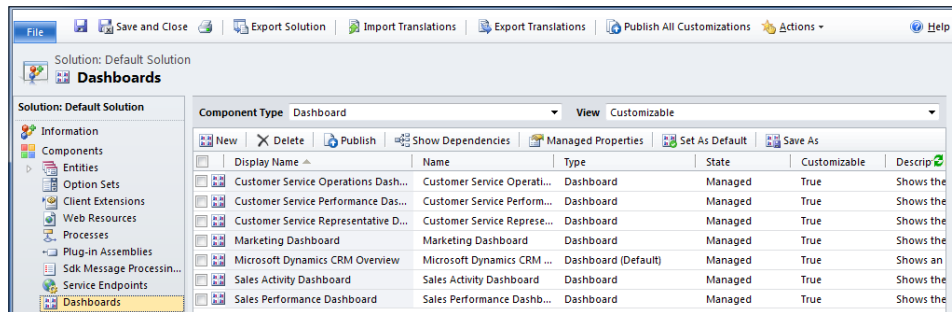 File Save and Close Export Solution Import Translations Export Translations Publish All Customizations Actions Help
Solution: Default Solution
Dashboards
Solution: Default Solution
Information
Components
Entities
Option Sets
Client Extensions
Web Resources
Processes
Plug-in Assemblies
Sdk Message Processin...
Service Endpoints
Dashboards
Component Type Dashboard View Customizable
New Delete Publish Show Dependencies Managed Properties Set As Default Save As
Display Name Name Type State Customizable Descrip
Customer Service Operations Dash... Customer Service Operati... Dashboard Managed True Shows the
Customer Service Performance Das... Customer Service Perform... Dashboard Managed True Shows the
Customer Service Representative D... Customer Service Represe... Dashboard Managed True Shows the
Marketing Dashboard Marketing Dashboard Dashboard Managed True Shows the
Microsoft Dynamics CRM Overview Microsoft Dynamics CRM ... Dashboard (Default) Managed True Shows an
Sales Activity Dashboard Sales Activity Dashboard Dashboard Managed True Shows the
Sales Performance Dashboard Sales Performance Dashb... Dashboard Managed True Shows the